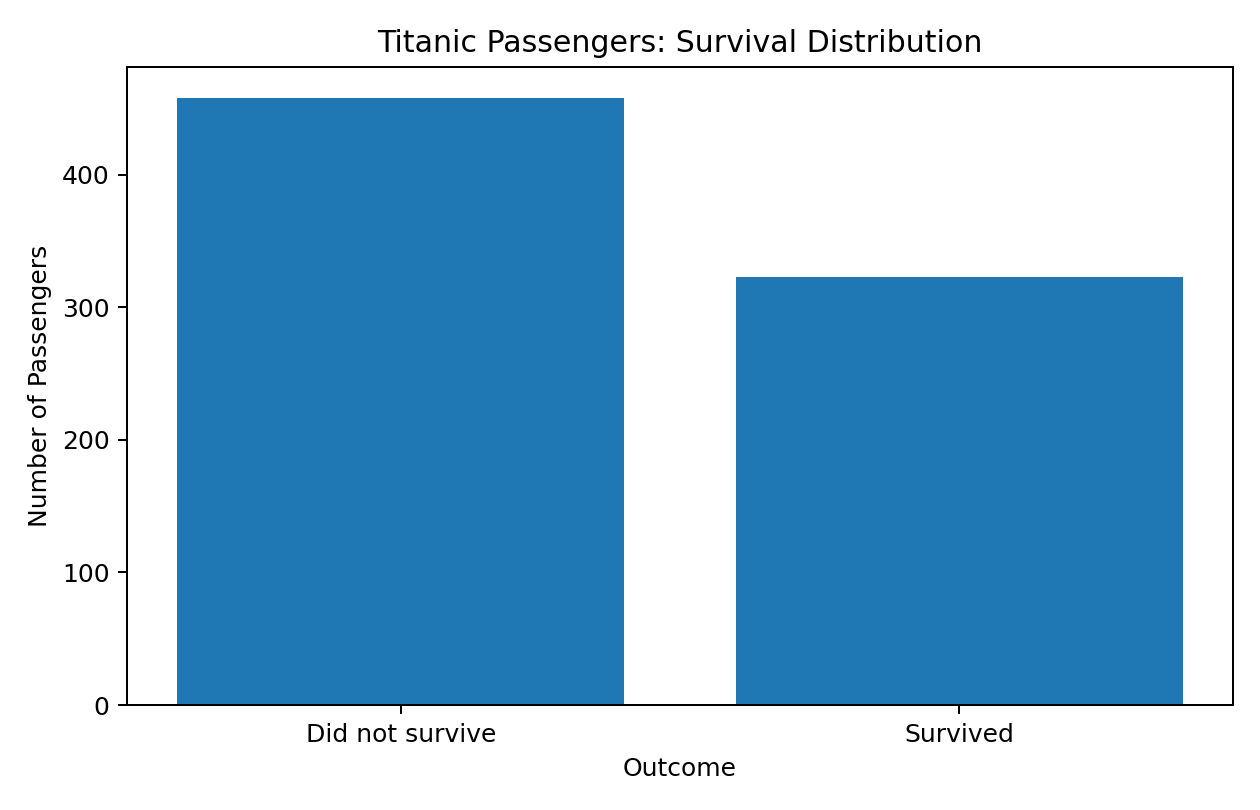 Titanic Passengers: Survival Distribution
Number of Passengers
400
300
200
100
0
Did not survive
Survived
Outcome